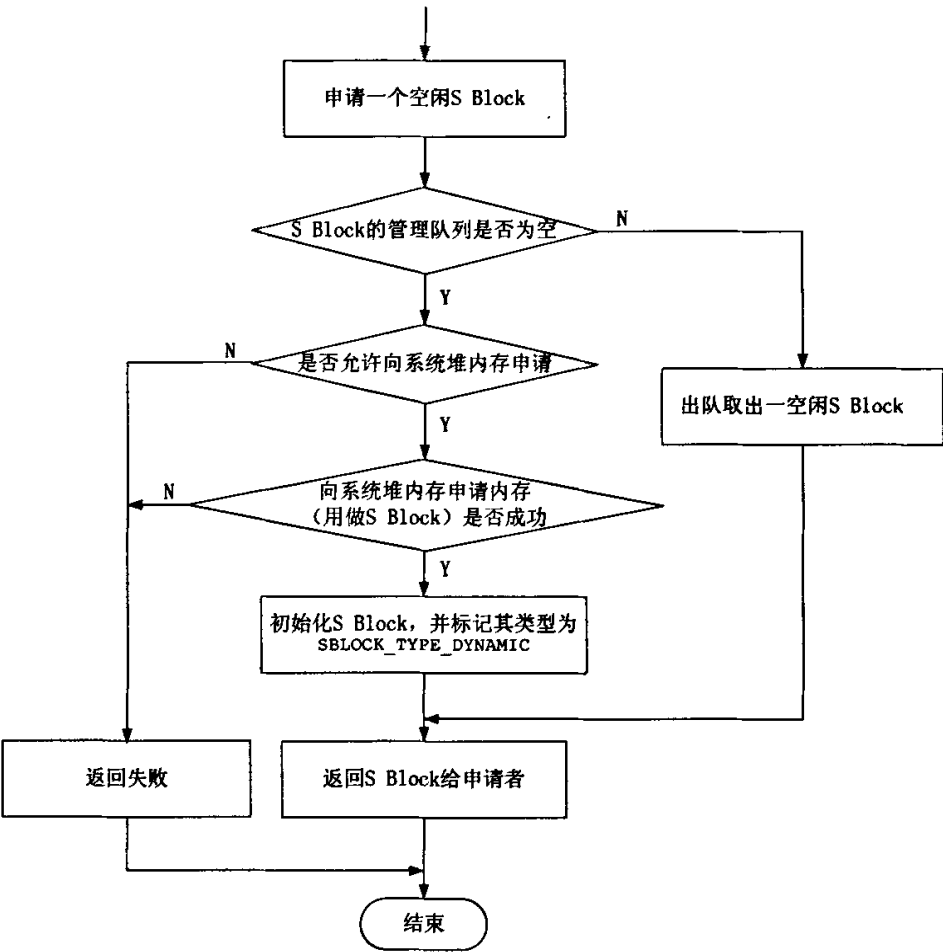 申请一个空闲S Block
S Block的管理队列是否为空
N
Y
N
是否允许向系统堆内存申请
出队取出一空闲S Block
Y
N
向系统堆内存申请内存
（用做S Block）是否成功
Y
初始化S Block，并标记其类型为
SBLOCK_TYPE_DYNAMIC
返回失败
返回S Block给申请者
结束